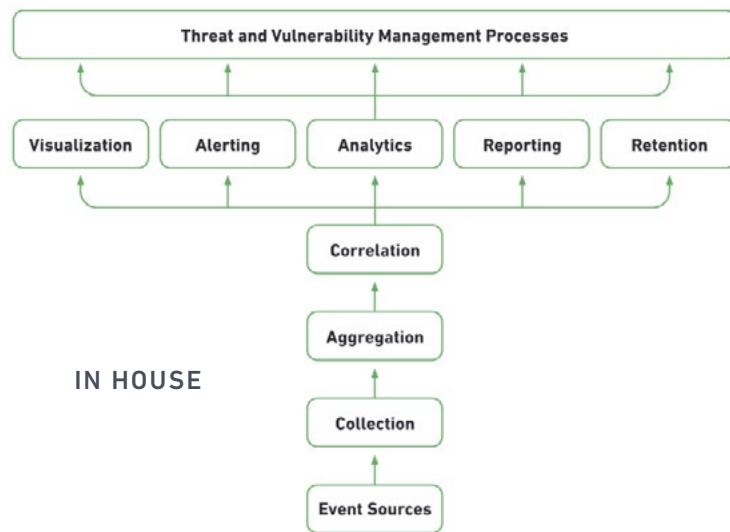 Threat and Vulnerability Management Processes
Visualization
Alerting
Analytics
Reporting
Retention
Correlation
Aggregation
IN HOUSE
Collection
Event Sources